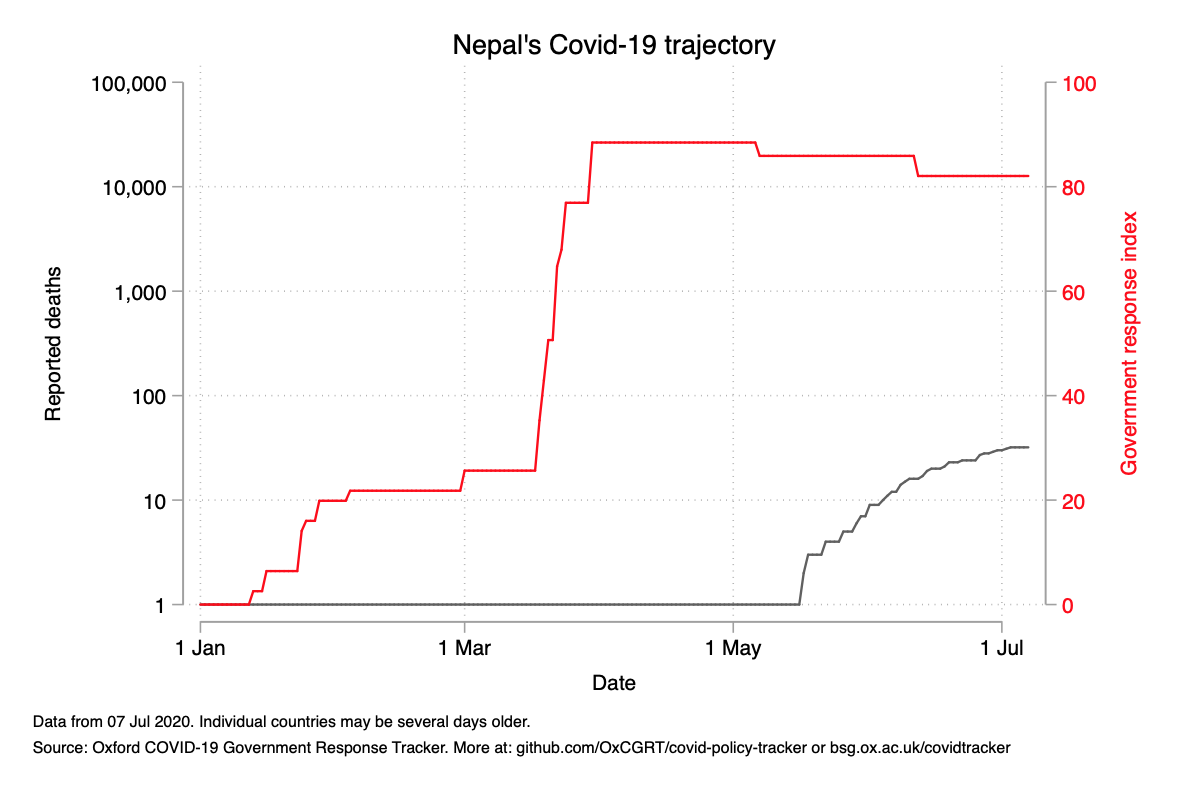 Nepal's Covid-19 trajectory
100,000
10,000
1,000
100
10
1
Reported deaths
100
80
60
40
20
0
Government response index
1 Jan
1 Mar
1 May
1 Jul
Date
Data from 07 Jul 2020. Individual countries may be several days older.
Source: Oxford COVID-19 Government Response Tracker. More at: github.com/OxCGRT/covid-policy-tracker or bsg.ox.ac.uk/covidtracker